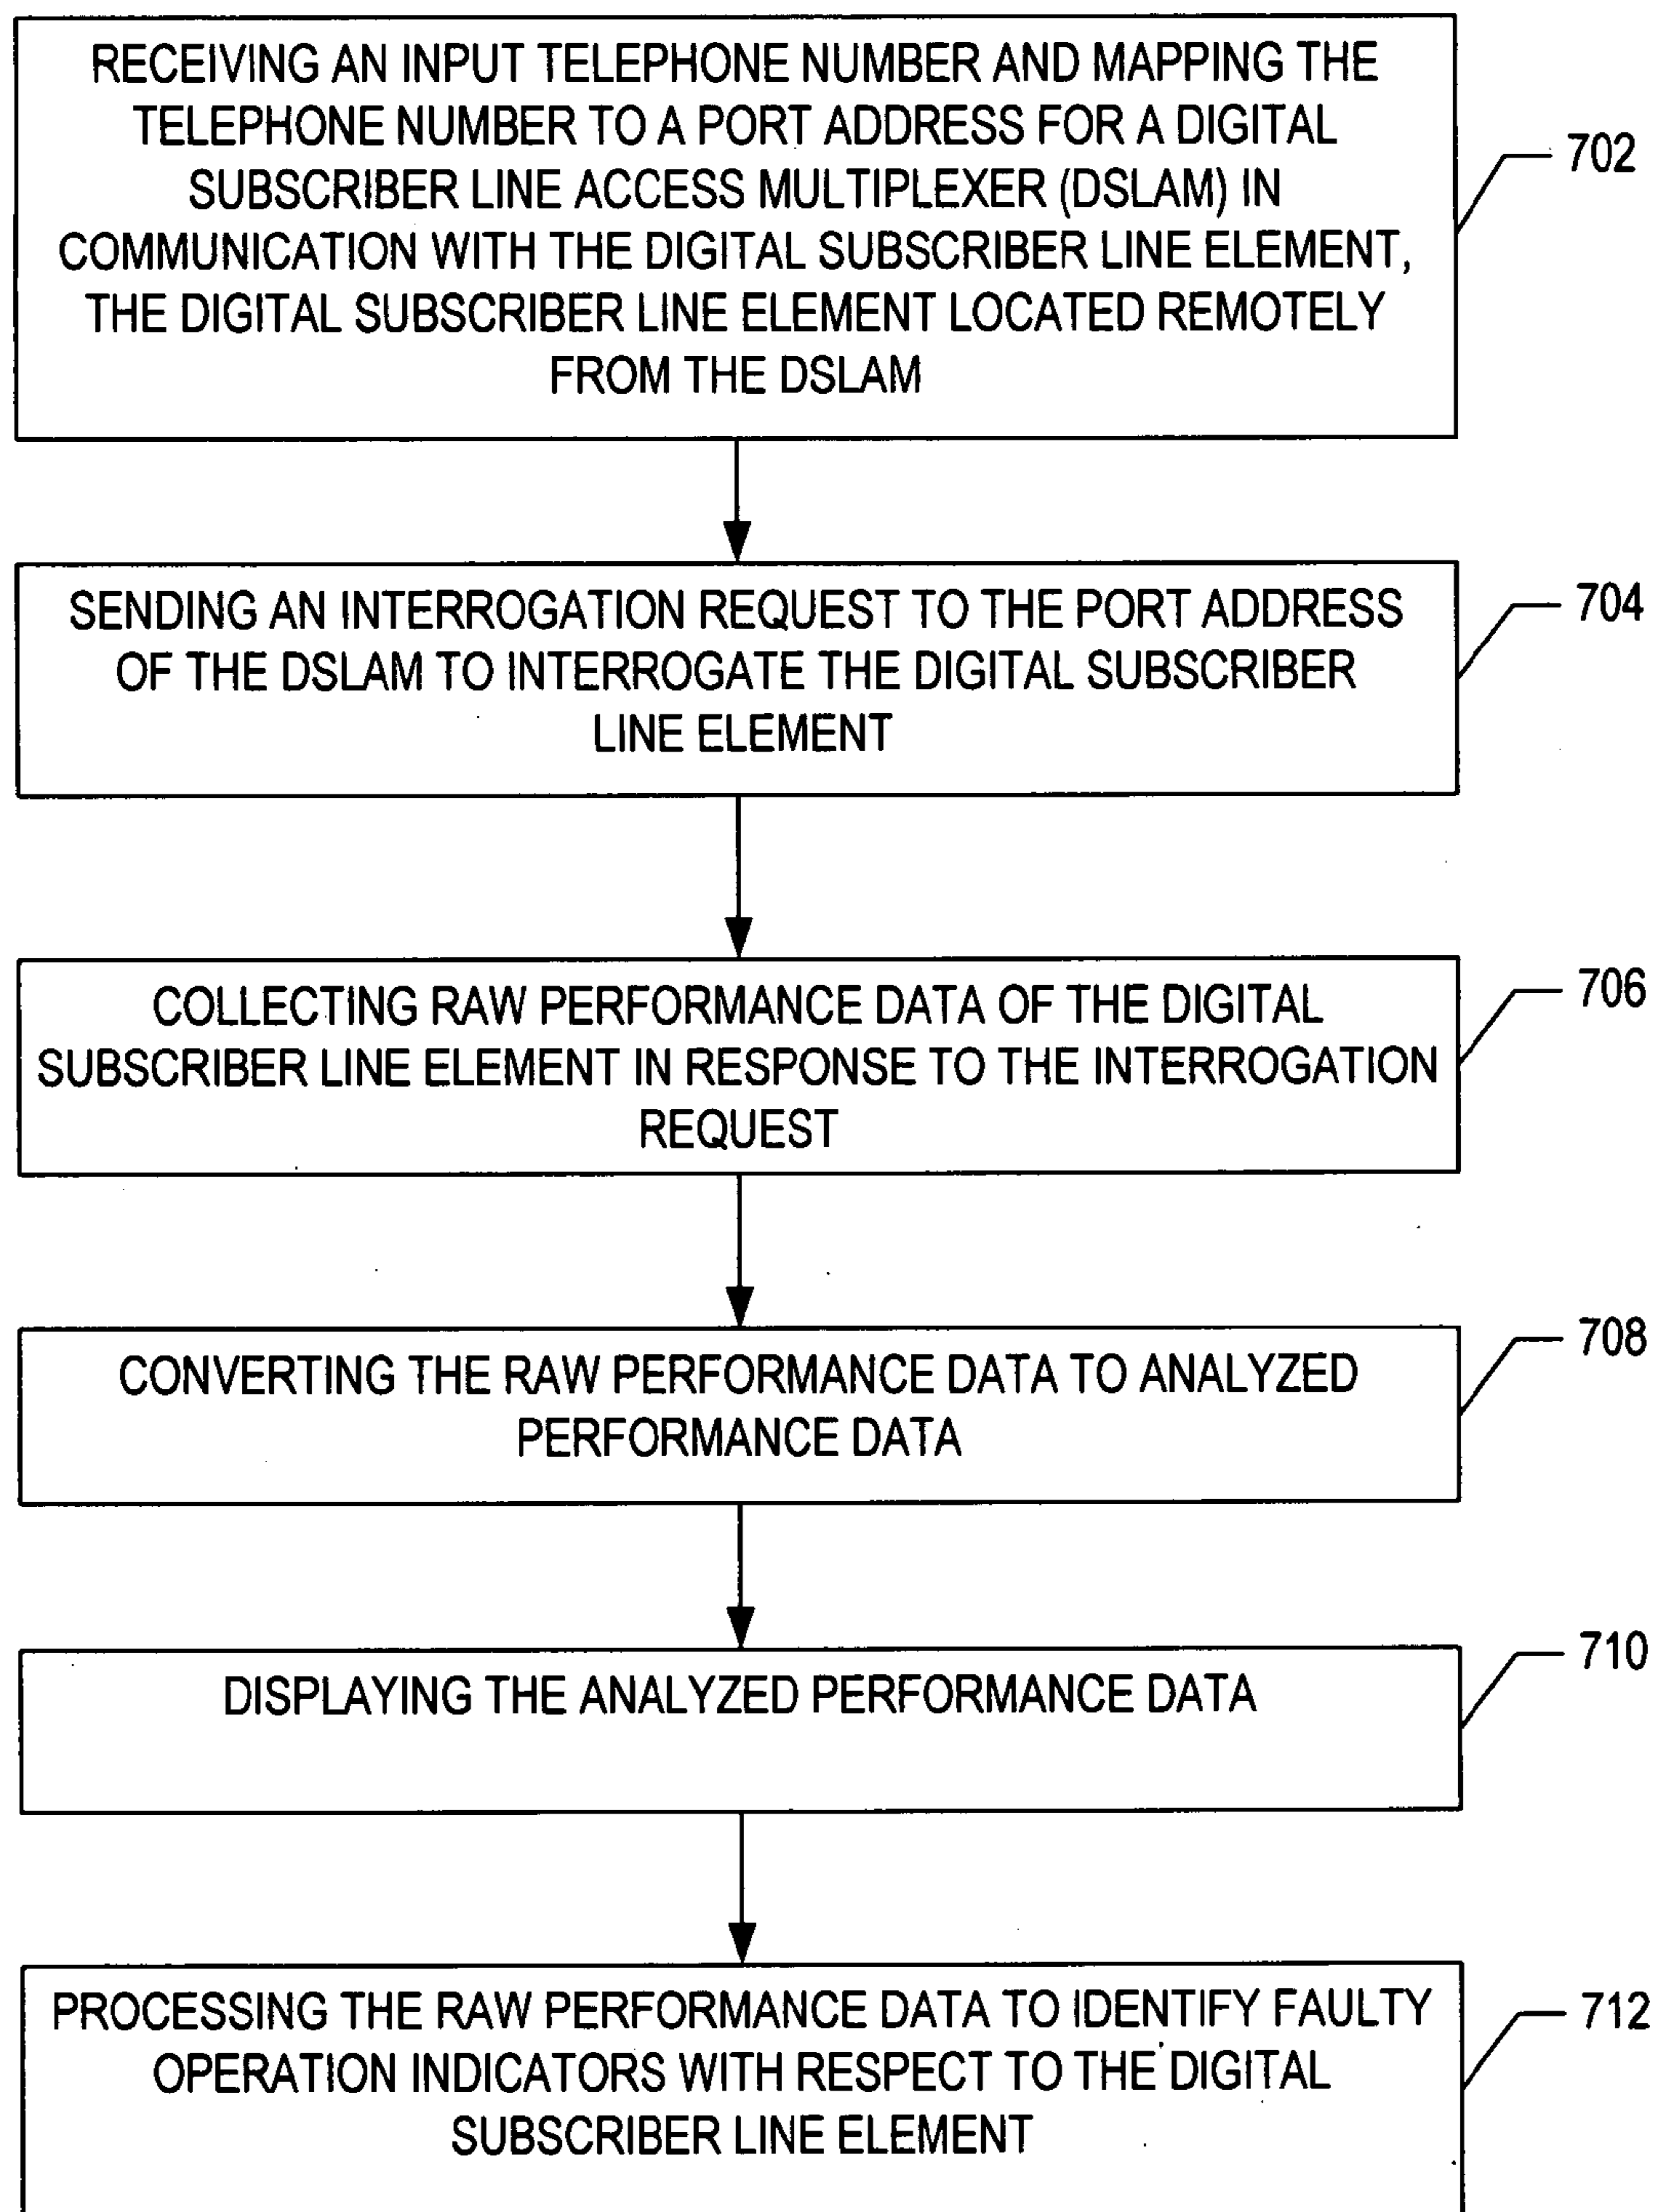 RECEIVING AN INPUT TELEPHONE NUMBER AND MAPPING THE
TELEPHONE NUMBER TO A PORT ADDRESS FOR A DIGITAL
SUBSCRIBER LINE ACCESS MULTIPLEXER (DSLAM) IN
COMMUNICATION WITH THE DIGITAL SUBSCRIBER LINE ELEMENT,
THE DIGITAL SUBSCRIBER LINE ELEMENT LOCATED REMOTELY
FROM THE DSLAM
702
SENDING AN INTERROGATION REQUEST TO THE PORT ADDRESS
OF THE DSLAM TO INTERROGATE THE DIGITAL SUBSCRIBER
LINE ELEMENT
704
COLLECTING RAW PERFORMANCE DATA OF THE DIGITAL
SUBSCRIBER LINE ELEMENT IN RESPONSE TO THE INTERROGATION
REQUEST
706
CONVERTING THE RAW PERFORMANCE DATA TO ANALYZED
PERFORMANCE DATA
708
DISPLAYING THE ANALYZED PERFORMANCE DATA
710
PROCESSING THE RAW PERFORMANCE DATA TO IDENTIFY FAULTY
OPERATION INDICATORS WITH RESPECT TO THE DIGITAL
SUBSCRIBER LINE ELEMENT
712